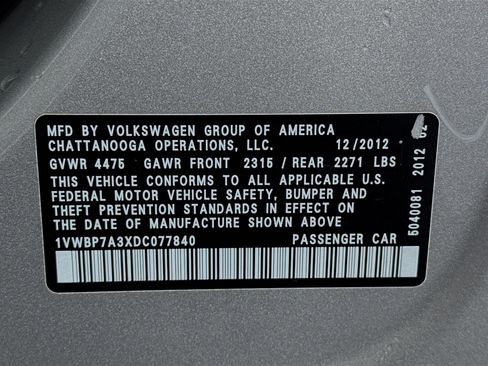 MFD BY VOLKSWAGEN GROUP OF AMERICA
CHATTANOOGA OPERATIONS, LLC. 12/2012
GVWR 4475 GAWR FRONT 2315/REAR 2271 LBS
THIS VEHICLE CONFORMS TO ALL APPLICABLE U.S.
FEDERAL MOTOR VEHICLE SAFETY, BUMPER AND
THEFT PREVENTION STANDARDS IN EFFECT ON
THE DATE OF MANUFACTURE SHOWN ABOVE
1VWBP7A3XDC077840 PASSENGER CAR
5040081 2012